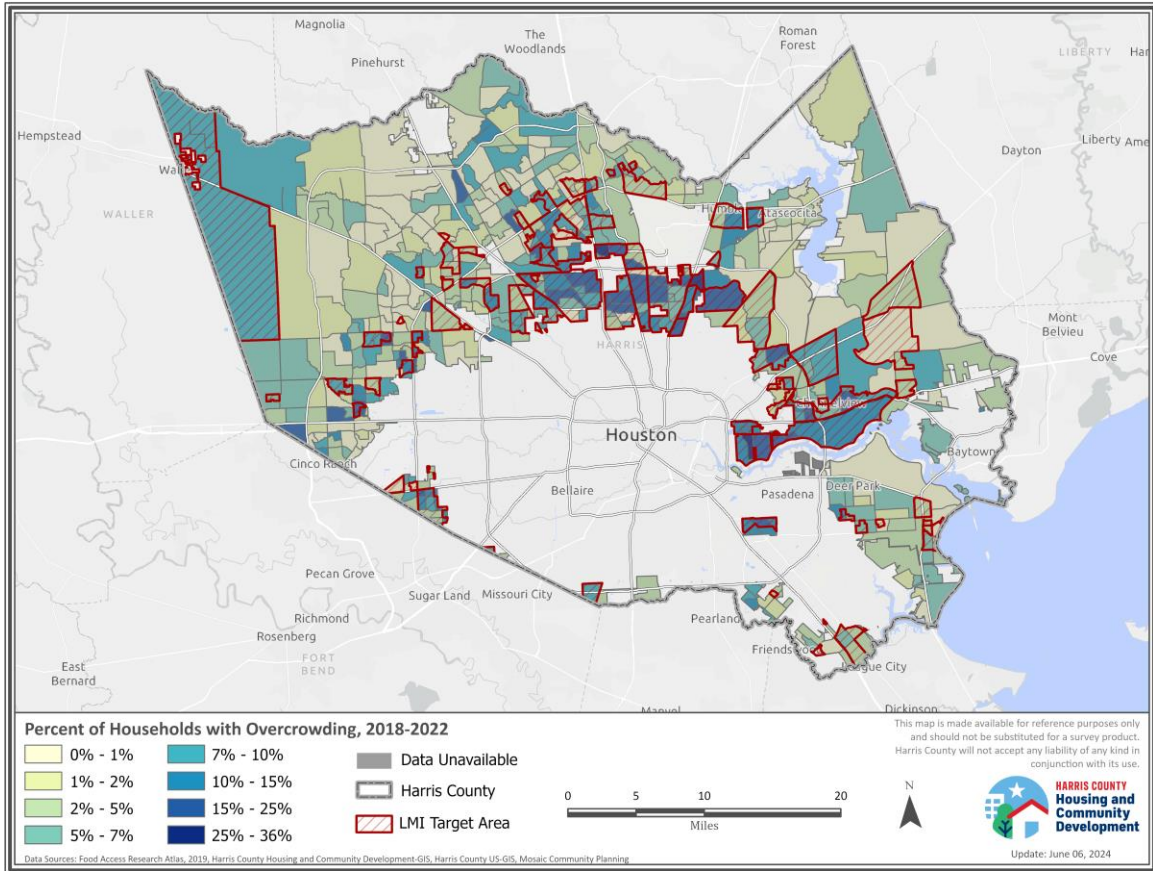 Magnolia
The
Woodlands
Roman
Forest
LIBERTY
Pinehurst
Hempstead
Dayton
Liberty
WALLER
Atascocita
Mont
Belvieu
HARRIS
Cove
Houston
Baytown
Cinco Ranch
Bellaire
Deer Park
Pasadena
Pecan Grove
Sugar Land
Missouri City
Richmond
Pearland
Rosenberg
East
Bernard
FORT
BEND
League City
Dickinson
Percent of Households with Overcrowding, 2018-2022
0% - 1%
1% - 2%
2% - 5%
5% - 7%
7% - 10%
10% - 15%
15% - 25%
25% - 36%
Data Unavailable
Harris County
LMI Target Area
0 5 10 20
Miles
N
This map is made available for reference purposes only
and should not be substituted for a survey product.
Harris County will not accept any liability of any kind in
conjunction with its use.
HARRIS COUNTY
Housing and
Community
Development
Update: June 06, 2024
Data Sources: Food Access Research Atlas, 2019, Harris County Housing and Community Development-GIS, Harris County US-GIS, Mosaic Community Planning